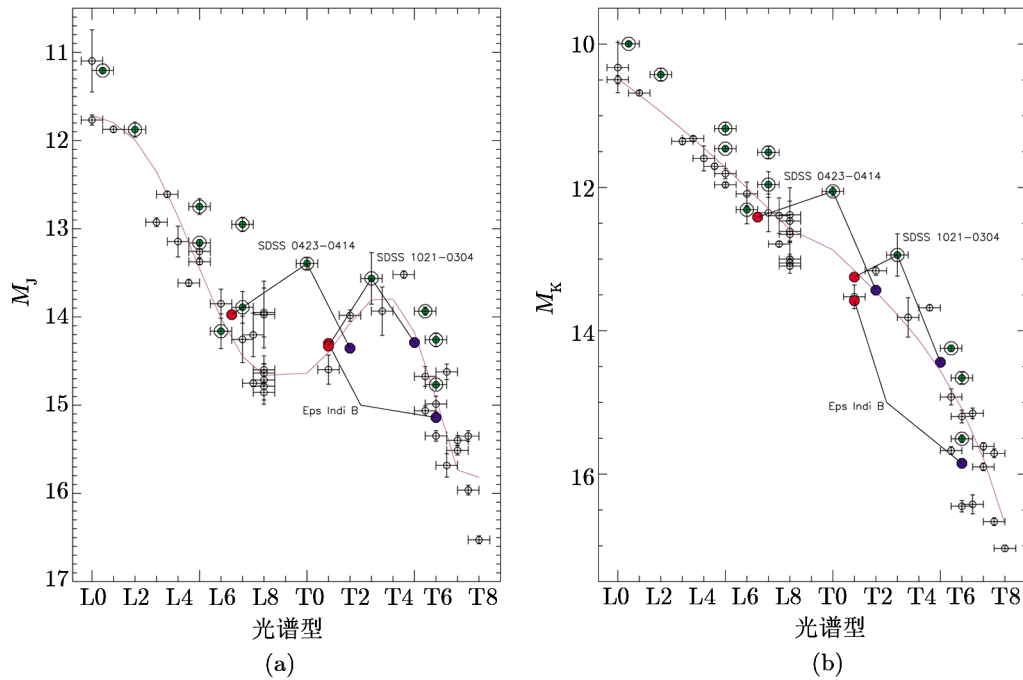 11
12
13
14
15
16
17
M_J
SDSS 0423-0414
SDSS 1021-0304
Eps Indi B
L0 L2 L4 L6 L8 T0 T2 T4 T6 T8
光谱型
(a)
10
12
14
16
M_K
SDSS 0423-0414
SDSS 1021-0304
Eps Indi B
L0 L2 L4 L6 L8 T0 T2 T4 T6 T8
光谱型
(b)